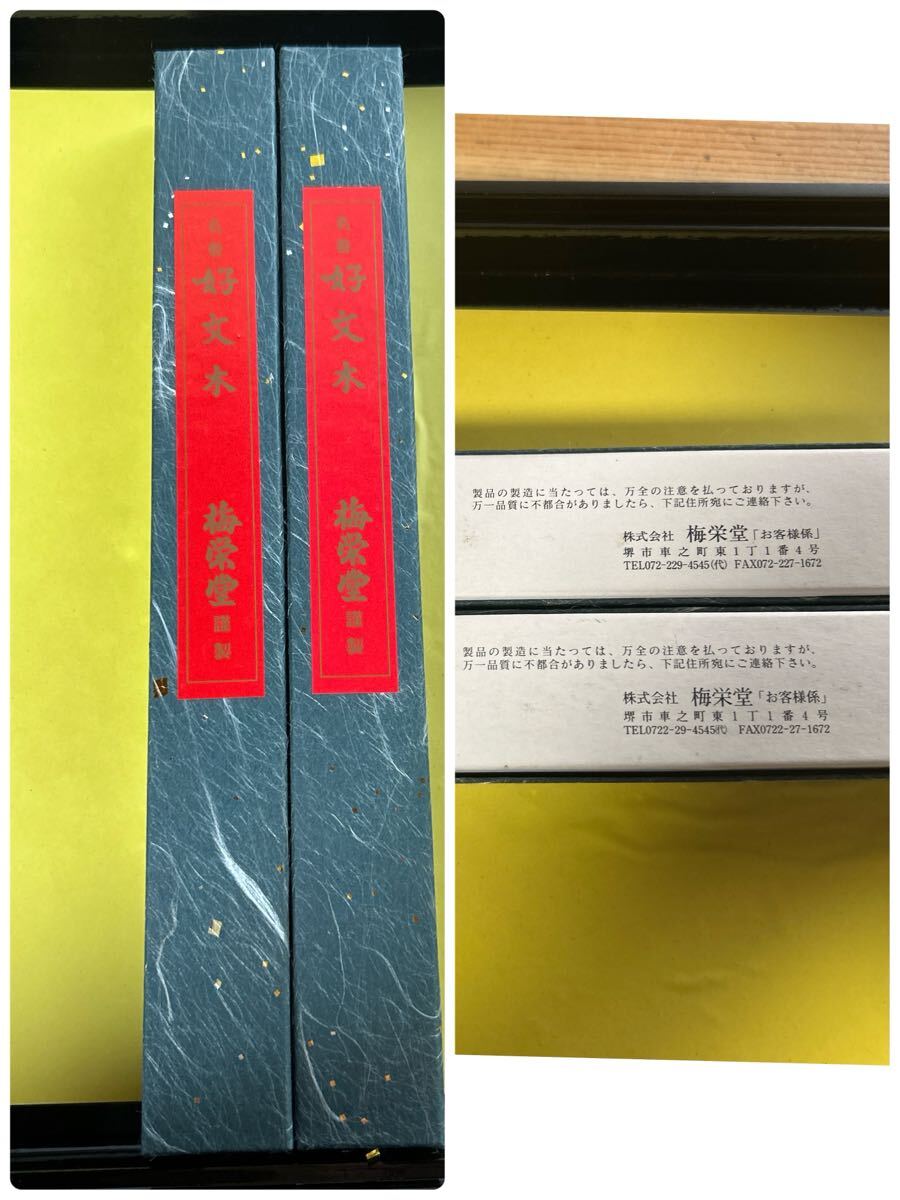 名香
好文木
梅栄堂謹製
名香
好文木
梅栄堂謹製
製品の製造に当たっては、万全の注意を払っておりますが、
万一品質に不都合がありましたら、下記住所宛にご連絡下さい。
株式会社 梅栄堂「お客様係」
堺市車之町東1丁1番4号
TEL072-229-4545(代) FAX072-227-1672
製品の製造に当たっては、万全の注意を払っておりますが、
万一品質に不都合がありましたら、下記住所宛にご連絡下さい。
株式会社 梅栄堂「お客様係」
堺市車之町東1丁1番4号
TEL0722-29-4545㈹ FAX0722-27-1672